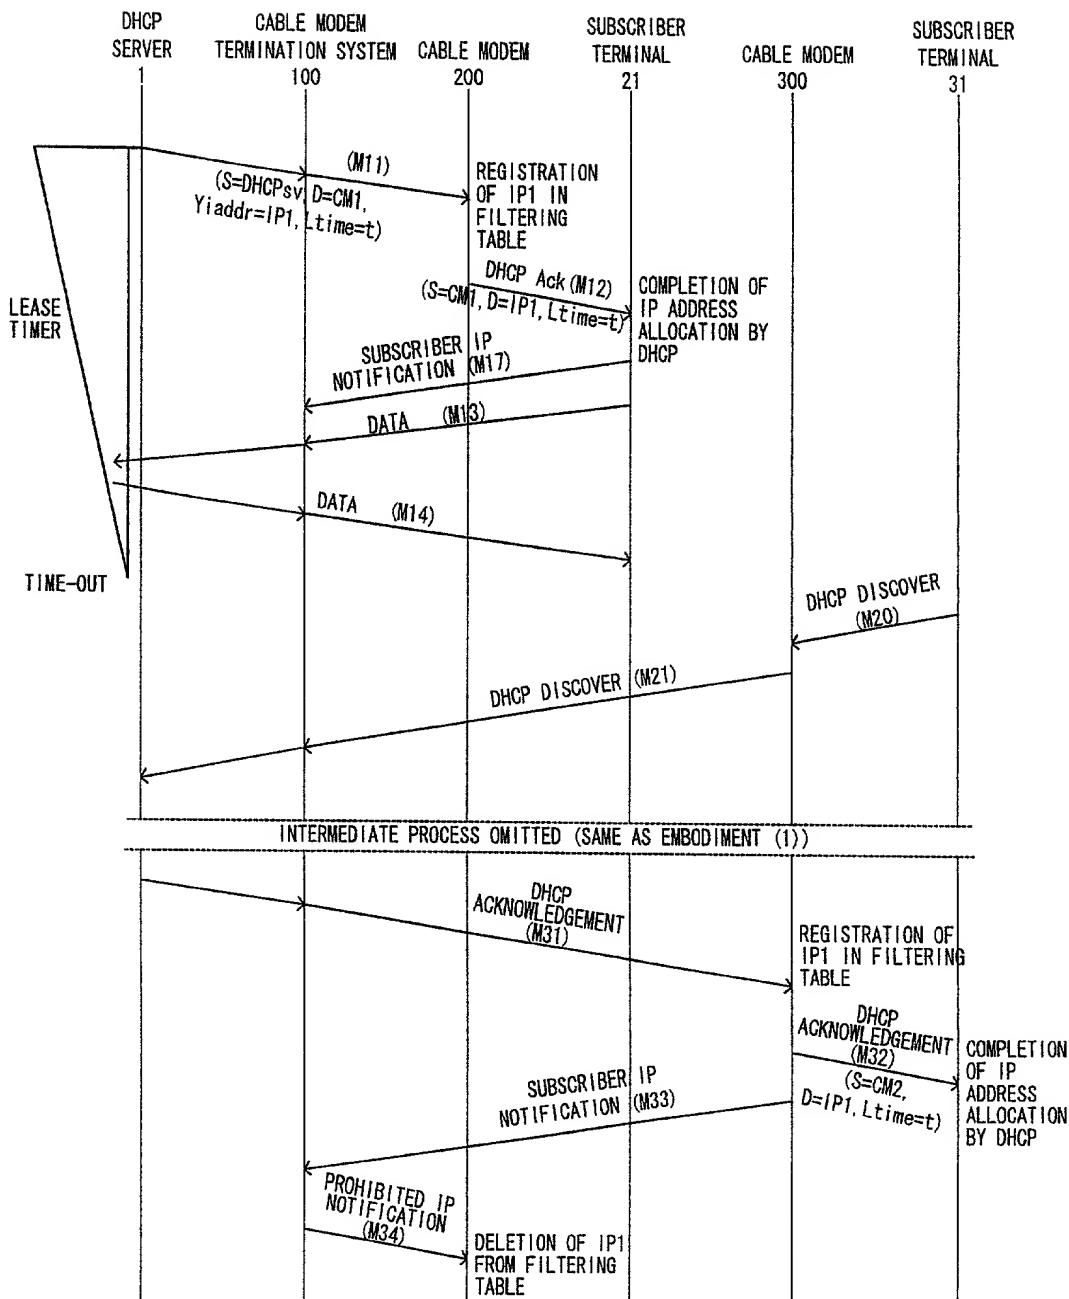 DHCP
SERVER
1
CABLE MODEM
TERMINATION SYSTEM
100
CABLE MODEM
200
SUBSCRIBER
TERMINAL
21
CABLE MODEM
300
SUBSCRIBER
TERMINAL
31
(M11)
(S=DHCPsv, D=CM1,
Yiaddr=IP1, Ltime=t)
REGISTRATION
OF IP1 IN
FILTERING
TABLE
LEASE
TIMER
DHCP Ack(M12)
(S=CM1, D=IP1, Ltime=t)
COMPLETION OF
IP ADDRESS
ALLOCATION BY
DHCP
SUBSCRIBER IP
NOTIFICATION (M17)
DATA (M13)
DATA (M14)
TIME-OUT
DHCP DISCOVER
(M20)
DHCP DISCOVER (M21)
INTERMEDIATE PROCESS OMITTED (SAME AS EMBODIMENT (1))
DHCP
ACKNOWLEDGEMENT
(M31)
REGISTRATION OF
IP1 IN FILTERING
TABLE
DHCP
ACKNOWLEDGEMENT
(M32)
(S=CM2,
D=IP1, Ltime=t)
COMPLETION
OF IP
ADDRESS
ALLOCATION
BY DHCP
SUBSCRIBER IP
NOTIFICATION (M33)
PROHIBITED IP
NOTIFICATION
(M34)
DELETION OF IP1
FROM FILTERING
TABLE